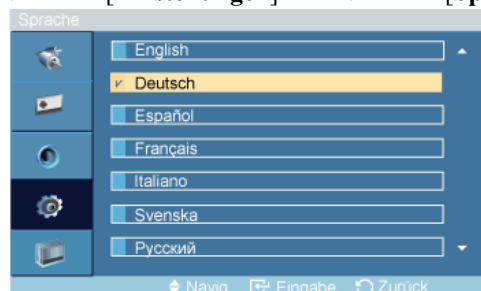 Sprache
English
Deutsch
Español
Français
Italiano
Svenska
Русский
Navig. Eingabe Zurück